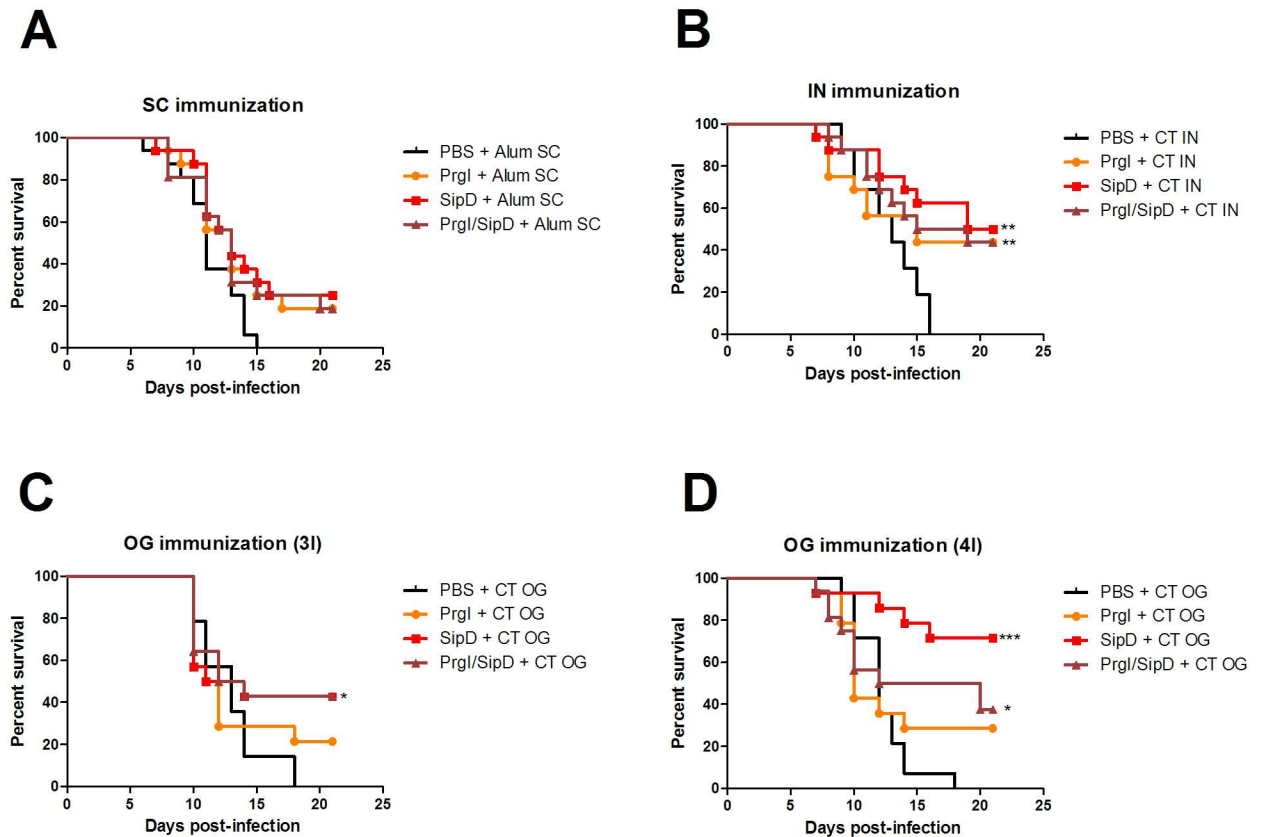 A
SC immunization
Percent survival
100
80
60
40
20
0
0 5 10 15 20 25
Days post-infection
PBS + Alum SC
PrgI + Alum SC
SipD + Alum SC
PrgI/SipD + Alum SC
B
IN immunization
Percent survival
100
80
60
40
20
0
0 5 10 15 20 25
Days post-infection
**
**
PBS + CT IN
PrgI + CT IN
SipD + CT IN
PrgI/SipD + CT IN
C
OG immunization (3I)
Percent survival
100
80
60
40
20
0
0 5 10 15 20 25
Days post-infection
*
PBS + CT OG
PrgI + CT OG
SipD + CT OG
PrgI/SipD + CT OG
D
OG immunization (4I)
Percent survival
100
80
60
40
20
0
0 5 10 15 20 25
Days post-infection
***
*
PBS + CT OG
PrgI + CT OG
SipD + CT OG
PrgI/SipD + CT OG